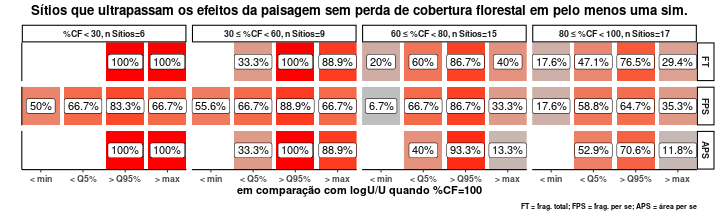 Sítios que ultrapassam os efeitos da paisagem sem perda de cobertura florestal em pelo menos uma sim.
%CF < 30, n Sítios=6
30 ≤ %CF < 60, n Sítios=9
60 ≤ %CF < 80, n Sítios=15
80 ≤ %CF < 100, n Sítios=17
100% 100% 33.3% 100% 88.9% 20% 60% 86.7% 40% 17.6% 47.1% 76.5% 29.4% FT
50% 66.7% 83.3% 66.7% 55.6% 66.7% 88.9% 66.7% 6.7% 66.7% 86.7% 33.3% 17.6% 58.8% 64.7% 35.3% FPS
100% 100% 33.3% 100% 88.9% 40% 93.3% 13.3% 52.9% 70.6% 11.8% APS
< min < Q5% > Q95% > max < min < Q5% > Q95% > max < min < Q5% > Q95% > max < min < Q5% > Q95% > max
em comparação com logU/U quando %CF=100
FT = frag. total; FPS = frag. per se; APS = área per se